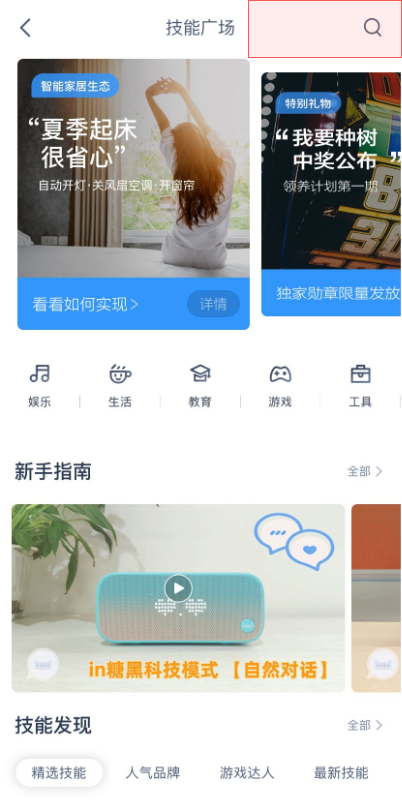 技能广场
智能家居生态
“夏季起床
很省心”
自动开灯·关风扇空调·开窗帘
看看如何实现>
详情
特别礼物
“我要种树
中奖公布”
领养计划第一期
独家勋章限量发放
娱乐
生活
教育
游戏
工具
新手指南
全部 >
in糖黑科技模式 【自然对话】
技能发现
全部 >
精选技能
人气品牌
游戏达人
最新技能